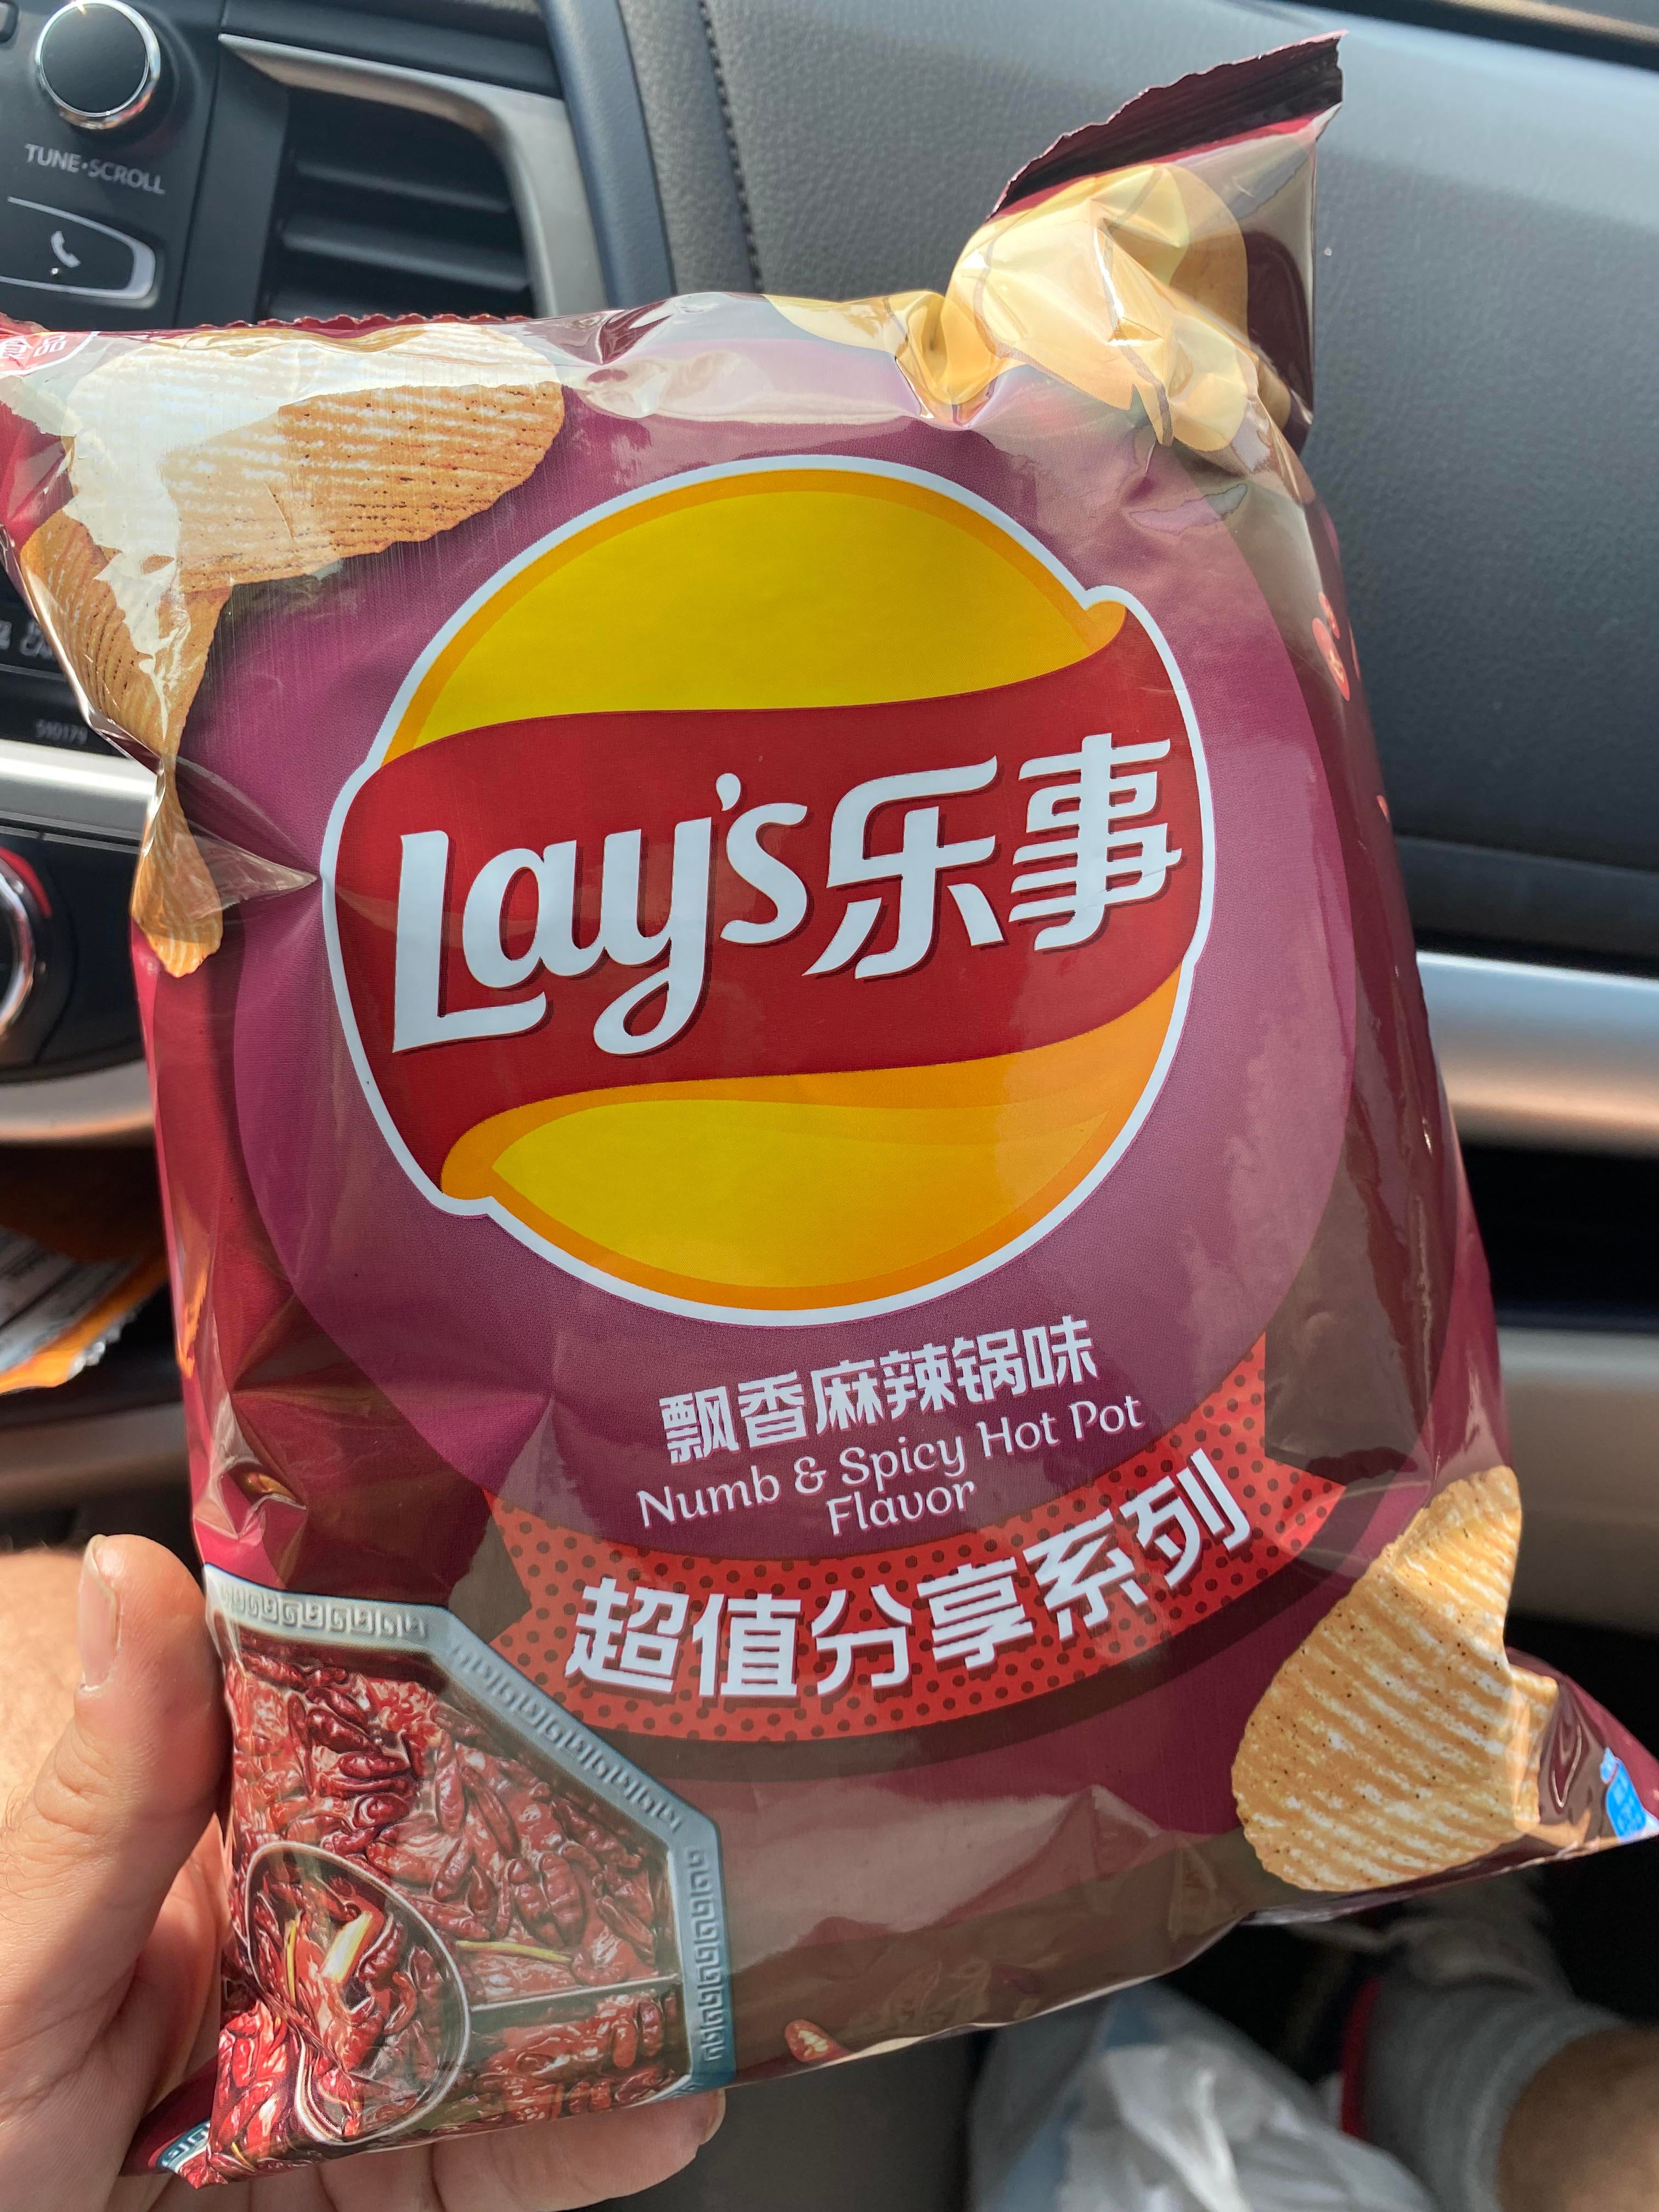 TUNE•SCROLL
510179
Lay's乐事
飘香麻辣锅味
Numb & Spicy Hot Pot
Flavor
超值分享系列